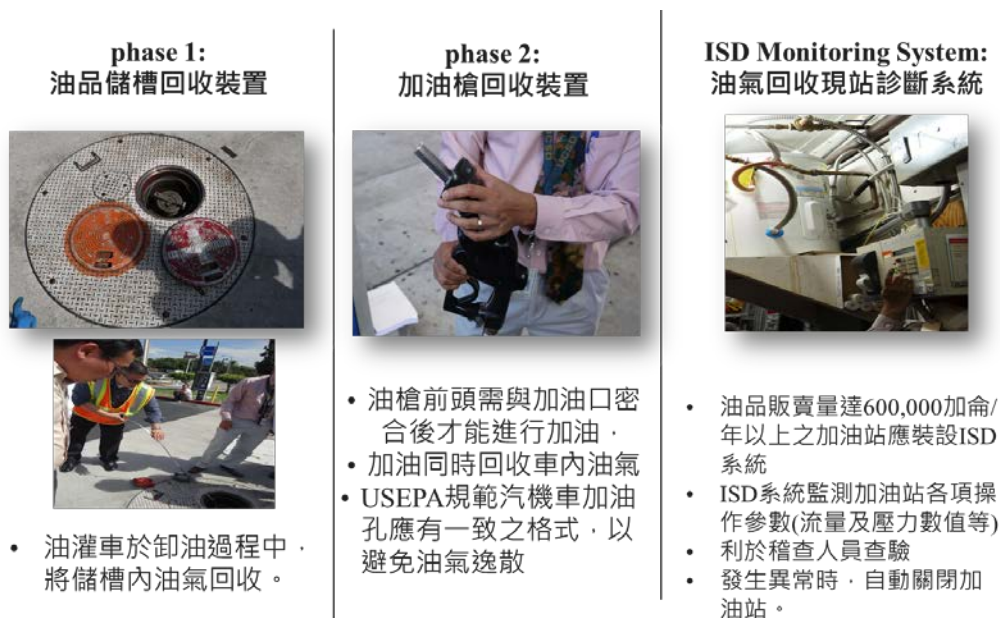 phase 1:
油品儲槽回收裝置
• 油灌車於卸油過程中，
將儲槽內油氣回收。
phase 2:
加油槍回收裝置
• 油槍前頭需與加油口密
合後才能進行加油，
• 加油同時回收車內油氣
• USEPA規範汽機車加油
孔應有一致之格式，以
避免油氣逸散
ISD Monitoring System:
油氣回收現站診斷系統
• 油品販賣量達600,000加侖/
年以上之加油站應裝設ISD
系統
• ISD系統監測加油站各項操
作參數(流量及壓力數值等)
• 利於稽查人員查驗
• 發生異常時，自動關閉加
油站。